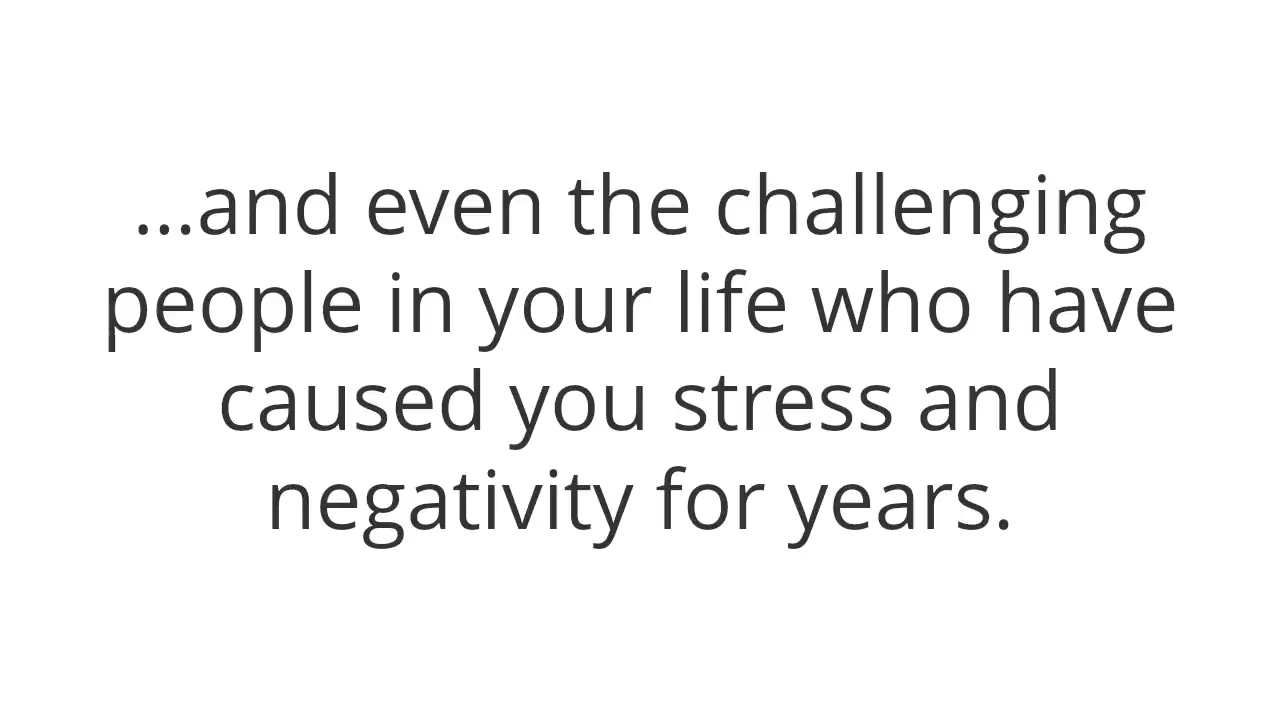 ...and even the challenging
people in your life who have
caused you stress and
negativity for years.